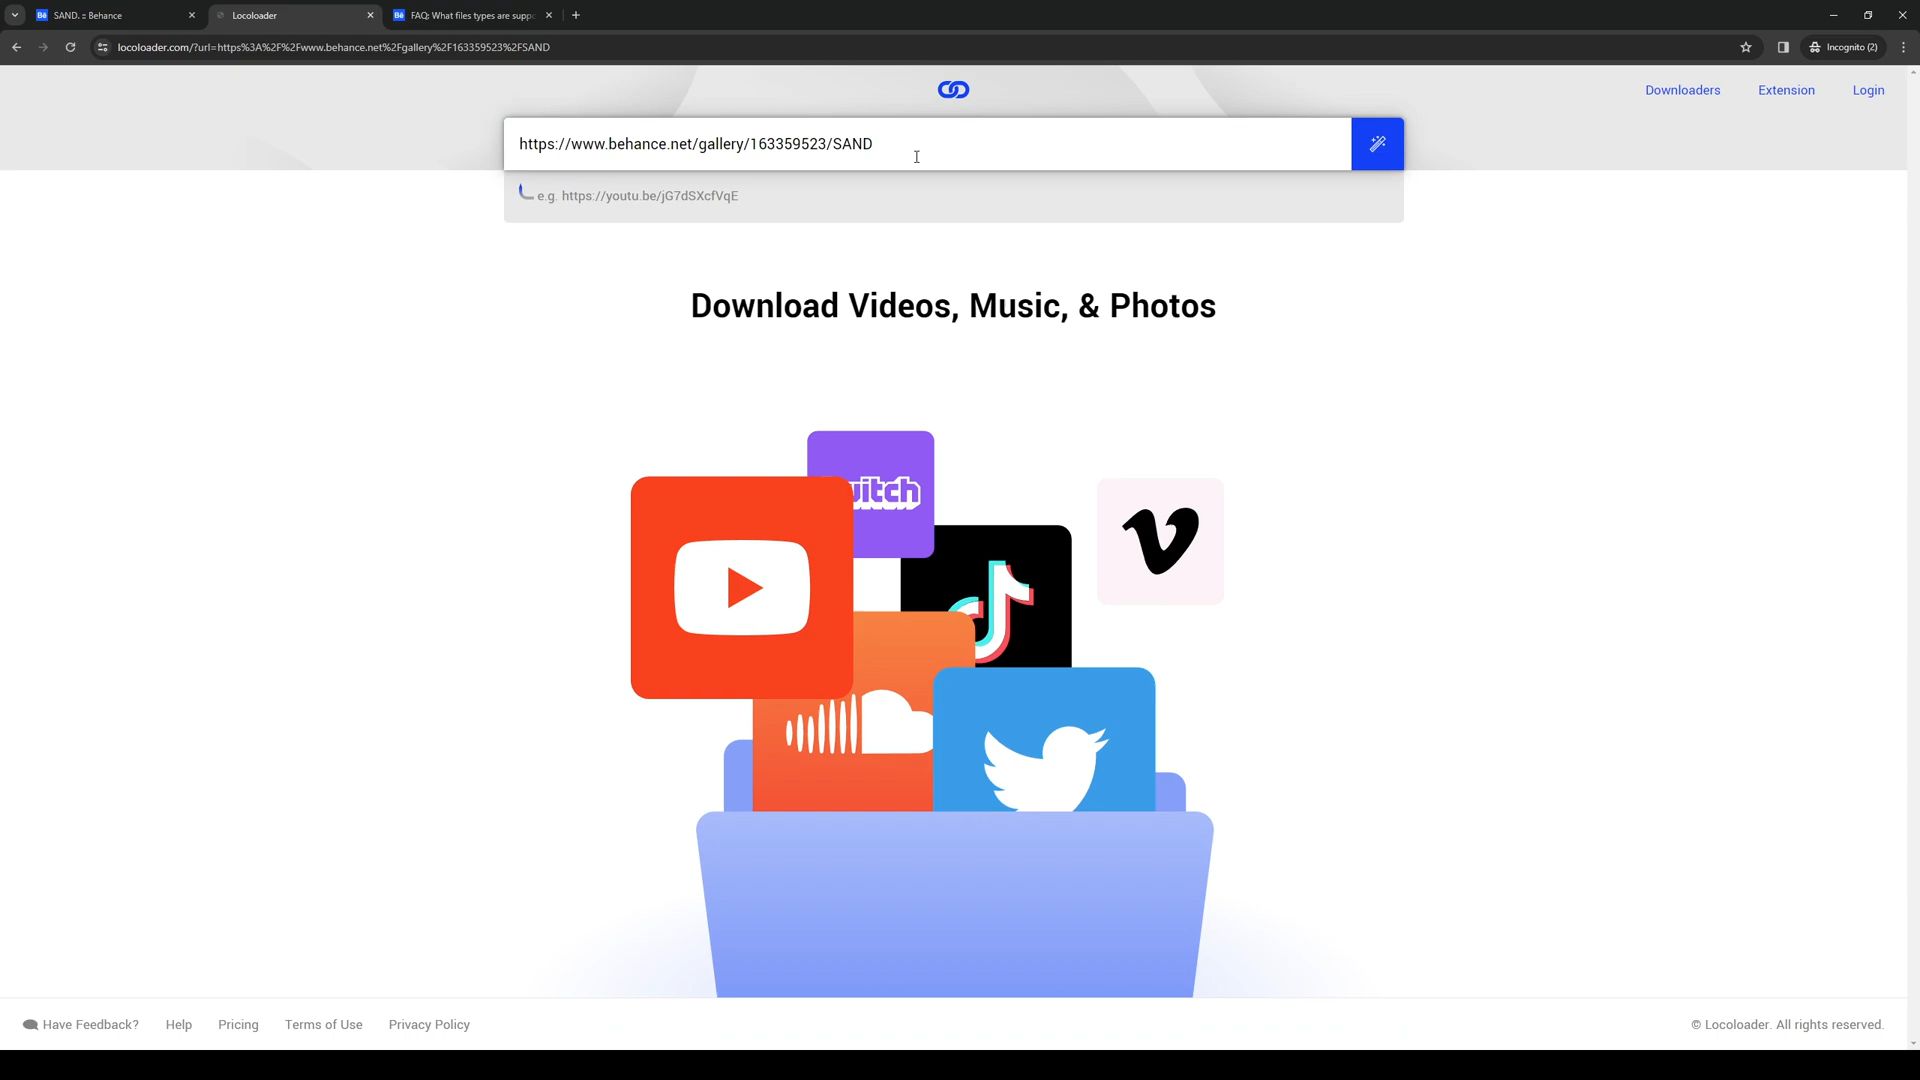 Bē SAND. :: Behance
Locoloader
Bē FAQ: What files types are supp
locoloader.com/?url=https%3A%2F%2Fwww.behance.net%2Fgallery%2F163359523%2FSAND
Incognito (2)
Downloaders
Extension
Login
https://www.behance.net/gallery/163359523/SAND
e.g. https://youtu.be/jG7dSXcfVqE
Download Videos, Music, & Photos
witch
Have Feedback?
Help
Pricing
Terms of Use
Privacy Policy
© Locoloader. All rights reserved.